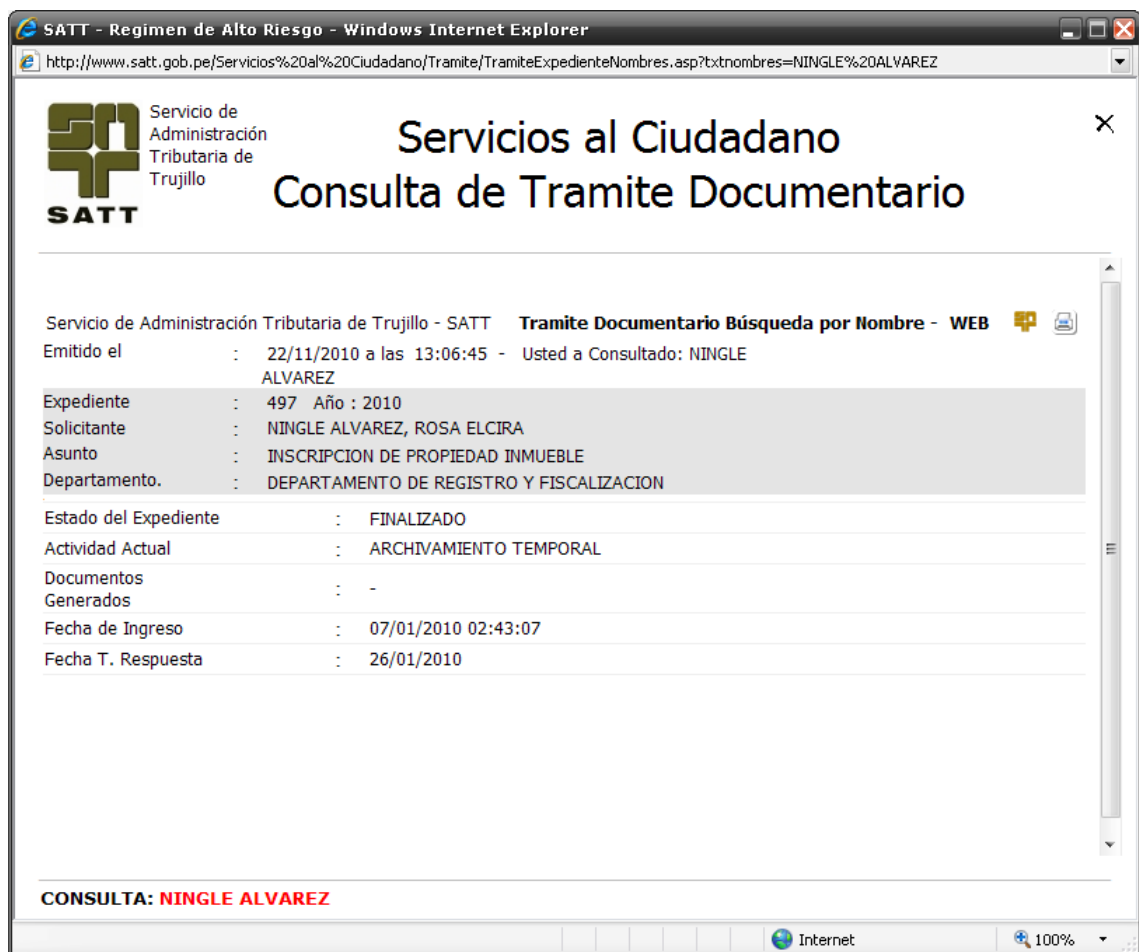 SATT - Regimen de Alto Riesgo - Windows Internet Explorer
http://www.satt.gob.pe/Servicios%20al%20Ciudadano/Tramite/TramiteExpedienteNombres.asp?txtnombres=NINGLE%20ALVAREZ
Servicio de
Administración
Tributaria de
Trujillo
SATT
Servicios al Ciudadano
Consulta de Tramite Documentario
Servicio de Administración Tributaria de Trujillo - SATT Tramite Documentario Búsqueda por Nombre - WEB
Emitido el : 22/11/2010 a las 13:06:45 - Usted a Consultado: NINGLE
ALVAREZ
Expediente : 497 Año : 2010
Solicitante : NINGLE ALVAREZ, ROSA ELCIRA
Asunto : INSCRIPCION DE PROPIEDAD INMUEBLE
Departamento. : DEPARTAMENTO DE REGISTRO Y FISCALIZACION
Estado del Expediente : FINALIZADO
Actividad Actual : ARCHIVAMIENTO TEMPORAL
Documentos
Generados : -
Fecha de Ingreso : 07/01/2010 02:43:07
Fecha T. Respuesta : 26/01/2010
CONSULTA: NINGLE ALVAREZ
Internet 100%